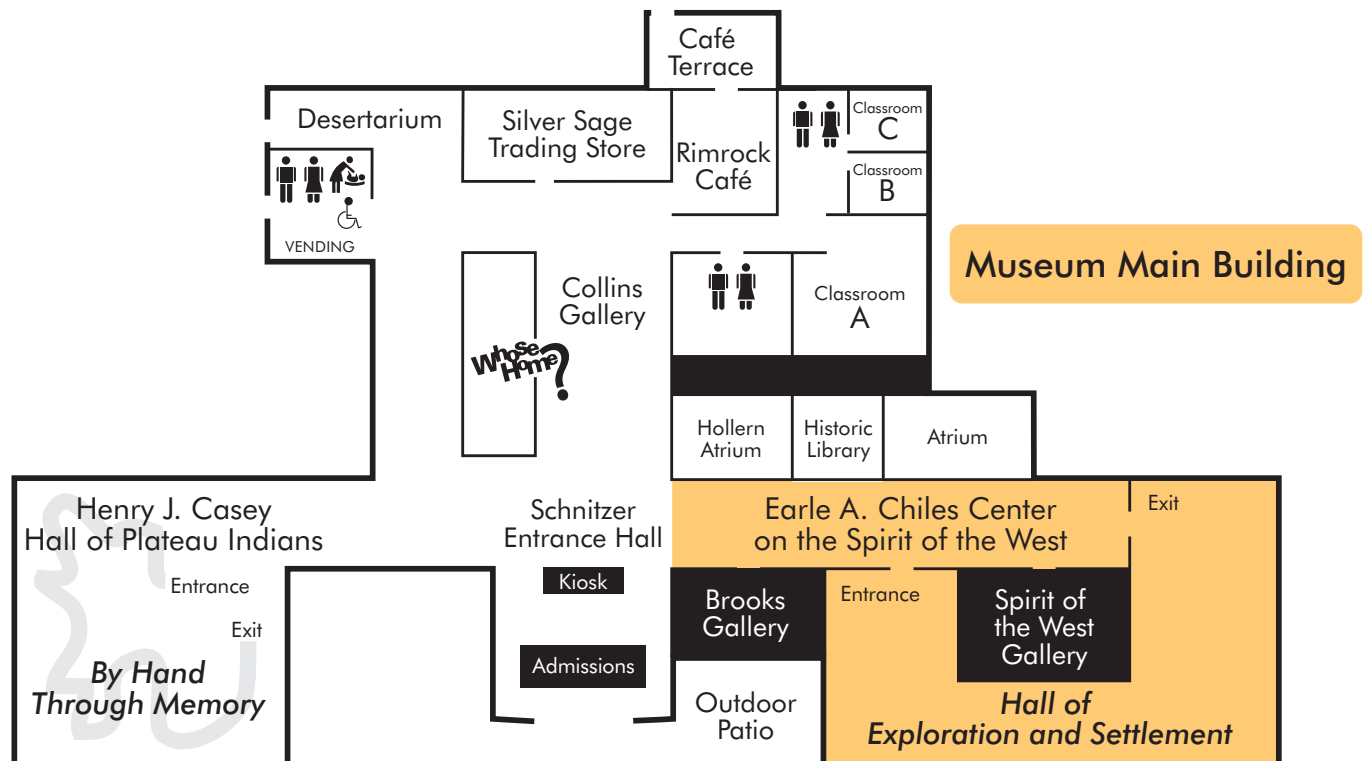 Café
Terrace
Desertarium
Silver Sage
Trading Store
Rimrock
Café
Classroom
C
Classroom
B
VENDING
Museum Main Building
Collins
Gallery
Classroom
A
Whose
Home?
Hollern
Atrium
Historic
Library
Atrium
Henry J. Casey
Hall of Plateau Indians
Schnitzer
Entrance Hall
Earle A. Chiles Center
on the Spirit of the West
Exit
Entrance
Exit
By Hand
Through Memory
Kiosk
Admissions
Brooks
Gallery
Entrance
Spirit of
the West
Gallery
Outdoor
Patio
Hall of
Exploration and Settlement